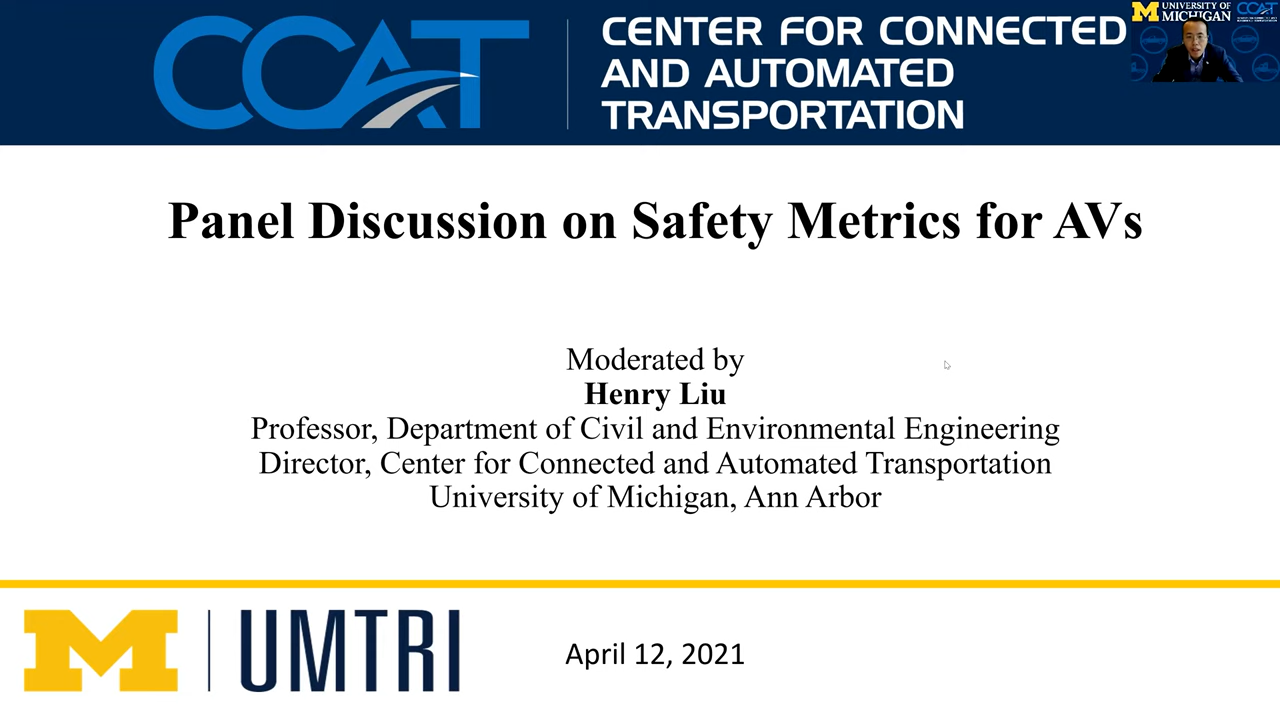 CCAT
CENTER FOR CONNECTED
AND AUTOMATED
TRANSPORTATION
M UNIVERSITY OF
MICHIGAN
CCAT
Panel Discussion on Safety Metrics for AVs
Moderated by
Henry Liu
Professor, Department of Civil and Environmental Engineering
Director, Center for Connected and Automated Transportation
University of Michigan, Ann Arbor
M UMTRI
April 12, 2021